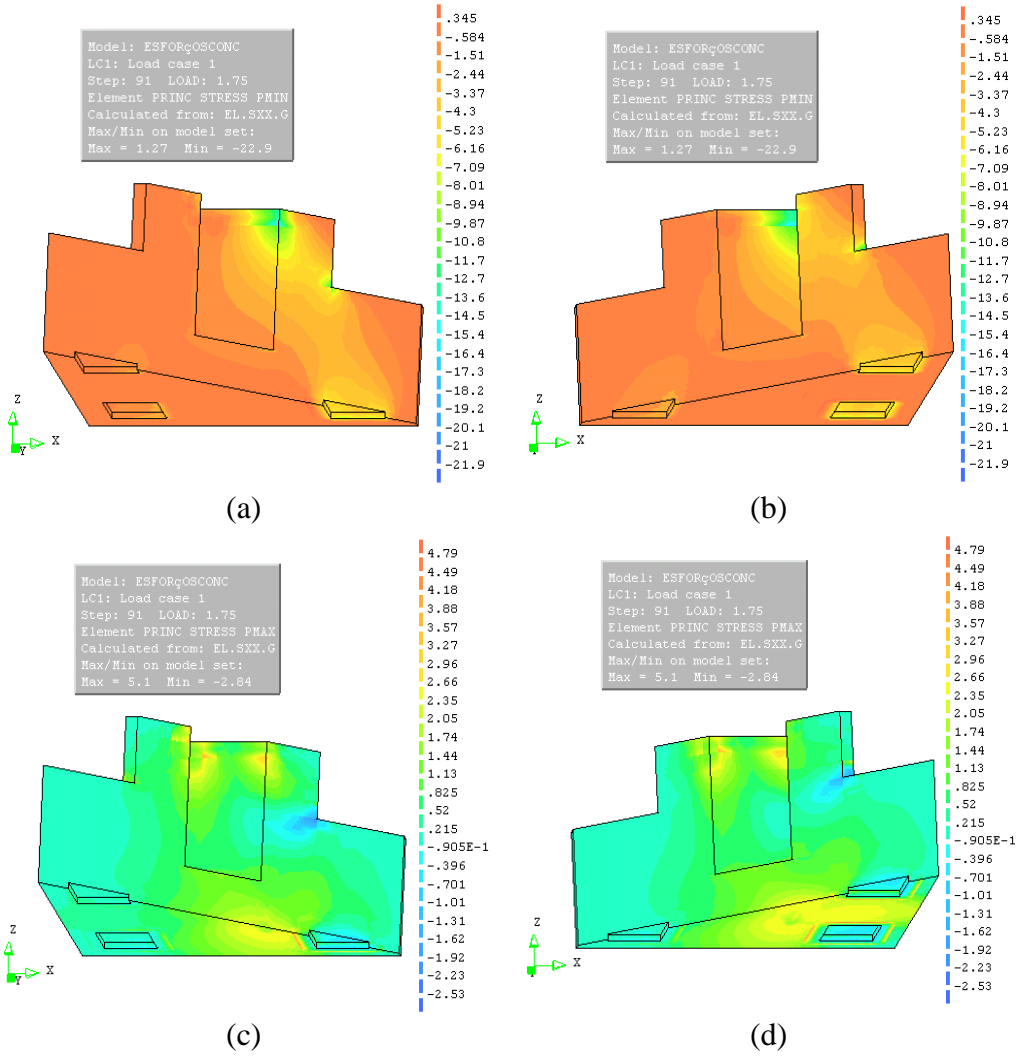 Model: ESFORçOSCONC
LC1: Load case 1
Step: 91 LOAD: 1.75
Element PRINC STRESS PMIN
Calculated from: EL.SXX.G
Max/Min on model set:
Max = 1.27 Min = -22.9
.345
-.584
-1.51
-2.44
-3.37
-4.3
-5.23
-6.16
-7.09
-8.01
-8.94
-9.87
-10.8
-11.7
-12.7
-13.6
-14.5
-15.4
-16.4
-17.3
-18.2
-19.2
-20.1
-21
-21.9
Z
Y
X
(a)
Model: ESFORçOSCONC
LC1: Load case 1
Step: 91 LOAD: 1.75
Element PRINC STRESS PMIN
Calculated from: EL.SXX.G
Max/Min on model set:
Max = 1.27 Min = -22.9
.345
-.584
-1.51
-2.44
-3.37
-4.3
-5.23
-6.16
-7.09
-8.01
-8.94
-9.87
-10.8
-11.7
-12.7
-13.6
-14.5
-15.4
-16.4
-17.3
-18.2
-19.2
-20.1
-21
-21.9
Z
X
(b)
Model: ESFORçOSCONC
LC1: Load case 1
Step: 91 LOAD: 1.75
Element PRINC STRESS PMAX
Calculated from: EL.SXX.G
Max/Min on model set:
Max = 5.1 Min = -2.84
4.79
4.49
4.18
3.88
3.57
3.27
2.96
2.66
2.35
2.05
1.74
1.44
1.13
.825
.52
.215
-.905E-1
-.396
-.701
-1.01
-1.31
-1.62
-1.92
-2.23
-2.53
Z
Y
X
(c)
Model: ESFORçOSCONC
LC1: Load case 1
Step: 91 LOAD: 1.75
Element PRINC STRESS PMAX
Calculated from: EL.SXX.G
Max/Min on model set:
Max = 5.1 Min = -2.84
4.79
4.49
4.18
3.88
3.57
3.27
2.96
2.66
2.35
2.05
1.74
1.44
1.13
.825
.52
.215
-.905E-1
-.396
-.701
-1.01
-1.31
-1.62
-1.92
-2.23
-2.53
Z
X
(d)